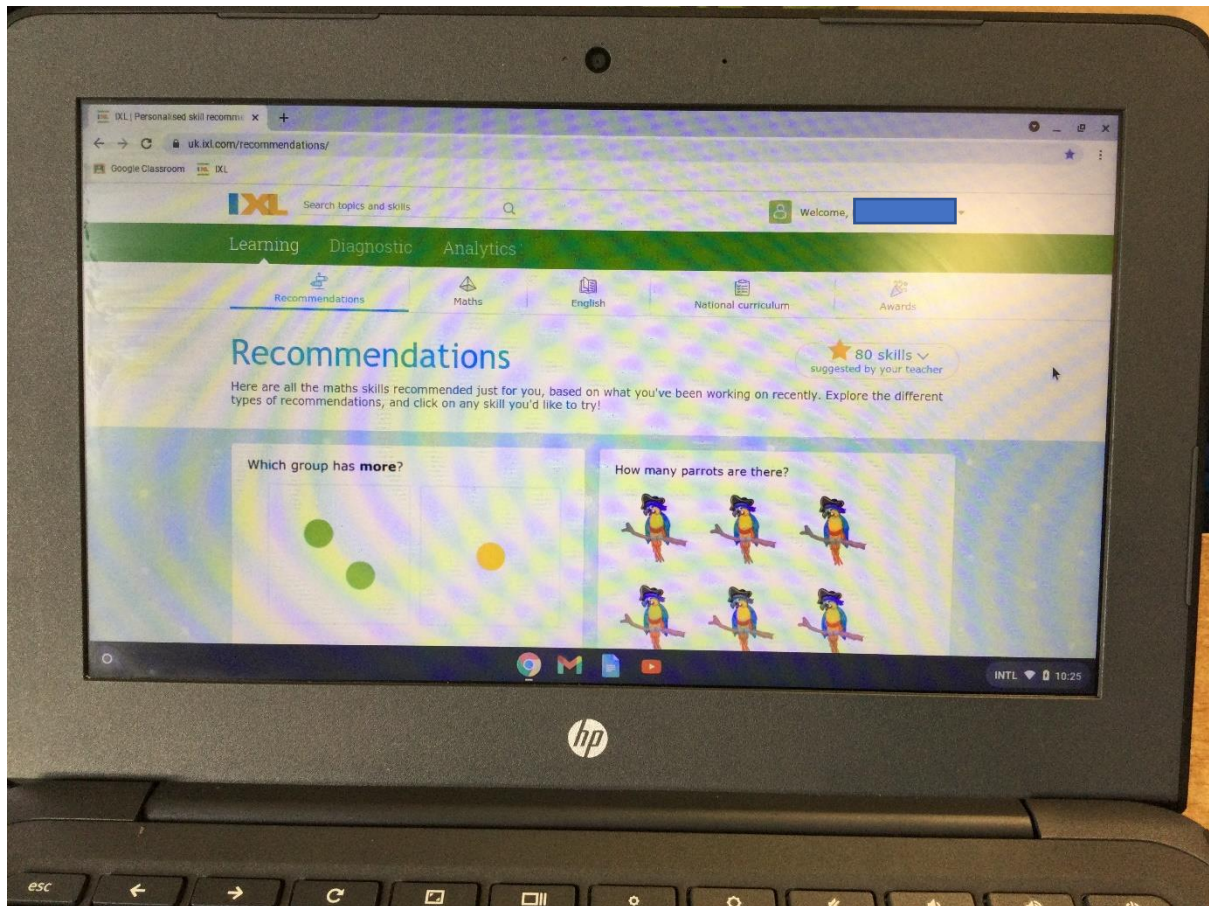 IXL | Personalised skill recomme
uk.ixl.com/recommendations/
Google Classroom IXL
IXL Search topics and skills Welcome,
Learning Diagnostic Analytics
Recommendations Maths English National curriculum Awards
Recommendations
80 skills
suggested by your teacher
Here are all the maths skills recommended just for you, based on what you've been working on recently. Explore the different
types of recommendations, and click on any skill you'd like to try!
Which group has more?
How many parrots are there?
INTL 10:25
hp
esc